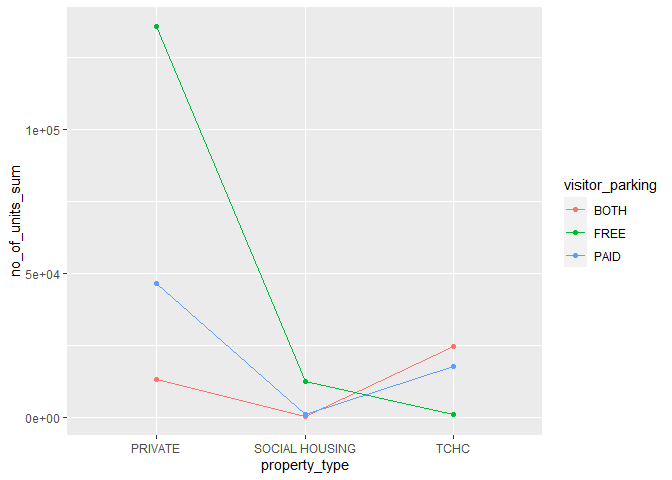 no_of_units_sum
1e+05
5e+04
0e+00
PRIVATE
SOCIAL HOUSING
TCHC
property_type
visitor_parking
BOTH
FREE
PAID